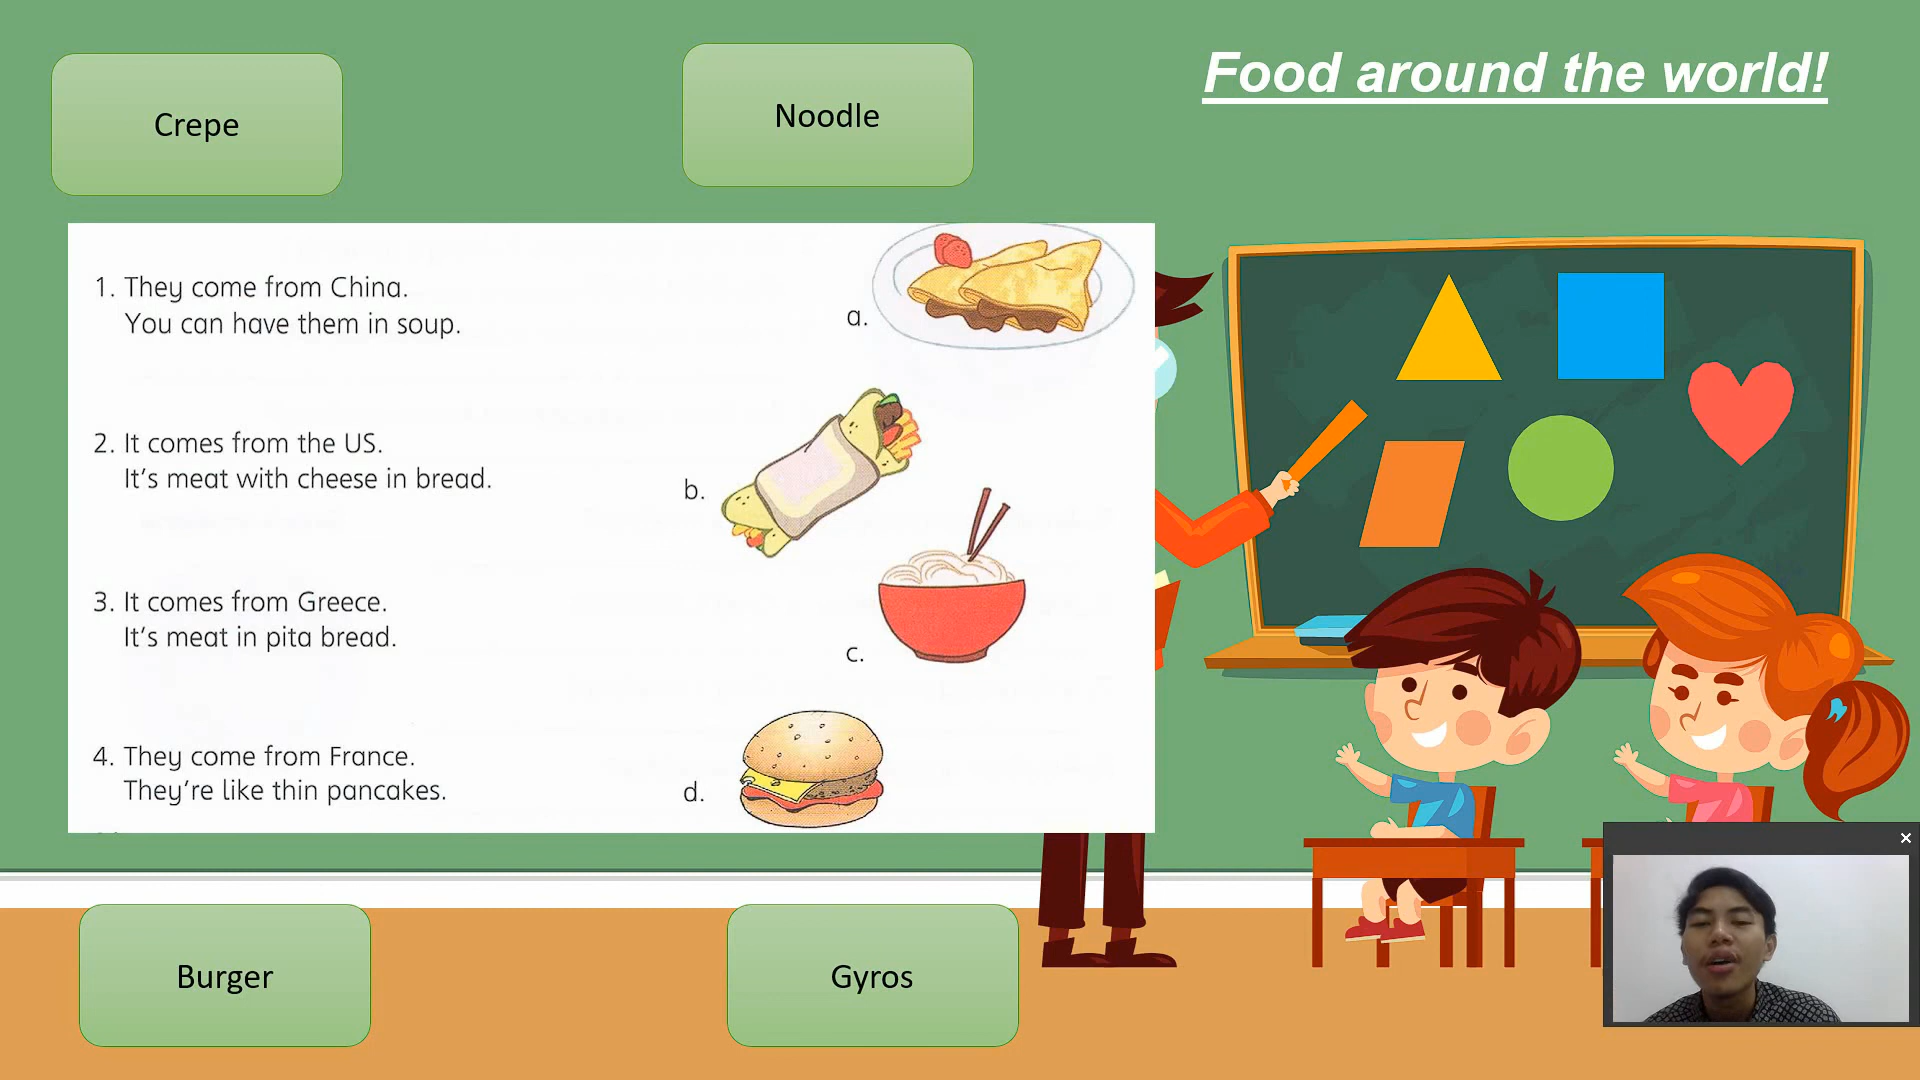 Crepe
Noodle
Food around the world!
1. They come from China.
You can have them in soup.
a.
2. It comes from the US.
It's meat with cheese in bread.
b.
3. It comes from Greece.
It's meat in pita bread.
c.
4. They come from France.
They're like thin pancakes.
d.
Burger
Gyros